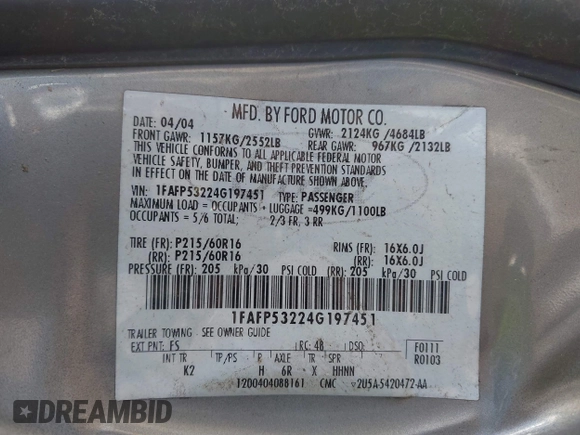 MFD. BY FORD MOTOR CO.
DATE: 04/04 GVWR: 2124KG/4684LB
FRONT GAWR: 1157KG/2552LB REAR GAWR: 967KG/2132LB
THIS VEHICLE CONFORMS TO ALL APPLICABLE FEDERAL MOTOR
VEHICLE SAFETY, BUMPER, AND THEFT PREVENTION STANDARDS
IN EFFECT ON THE DATE OF MANUFACTURE SHOWN ABOVE.
VIN: 1FAFP53224G197451 TYPE: PASSENGER
MAXIMUM LOAD = OCCUPANTS + LUGGAGE = 499KG/1100LB
OCCUPANTS = 5/6 TOTAL; 2/3 FR, 3 RR
TIRE (FR): P215/60R16 RIMS (FR): 16X6.0J
(RR): P215/60R16 (RR): 16X6.0J
PRESSURE (FR): 205 kPa/30 PSI COLD (RR): 205 kPa/30 PSI COLD
1FAFP53224G197451
TRAILER TOWING - SEE OWNER GUIDE
EXT PNT: FS RC: 48 DSO: F0111
INT TR TP/PS R AXLE TR SPR R0103
K2 H 6R X HHNN
1200404088161 CMC 2U5A-5420472-AA
DREAMBID